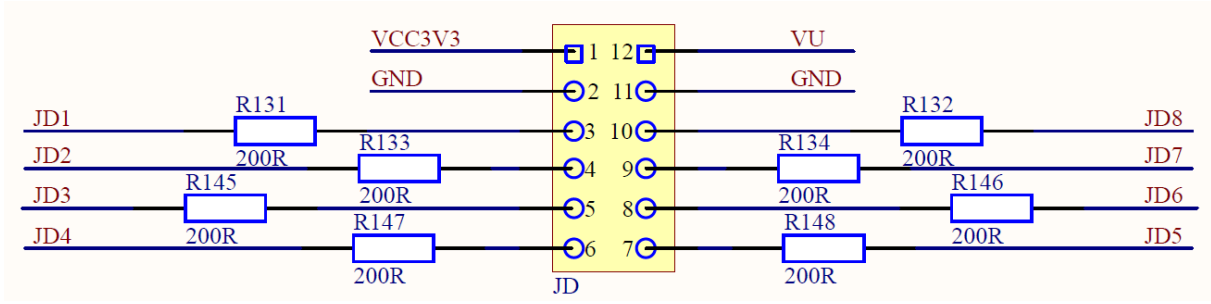 VCC3V3 1 12 VU
GND 2 11 GND
JD1 R131 200R 3 10 R132 200R JD8
JD2 R133 200R 4 9 R134 200R JD7
JD3 R145 200R 5 8 R146 200R JD6
JD4 R147 200R 6 7 R148 200R JD5
JD